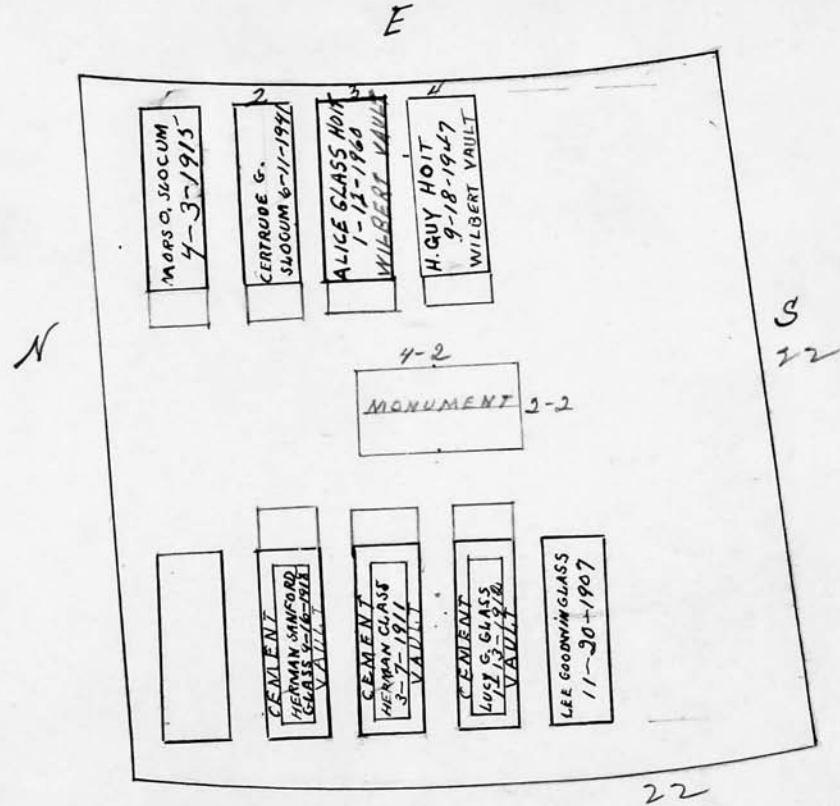 E
1
MORS O. SLOCUM
4-3-1915
2
GERTRUDE G.
SLOCUM 6-11-1941
3
ALICE GLASS HOIT
1-12-1960
WILBERT VAULT
4
H. GUY HOIT
9-18-1947
WILBERT VAULT
N
S
22
4-2
MONUMENT 2-2
CEMENT
HERMAN SANFORD
GLASS 4-16-1918
VAULT
CEMENT
HERMAN GLASS
3-7-1911
VAULT
CEMENT
LUCY G. GLASS
VAULT
LEE GOODWIN GLASS
11-20-1907
22